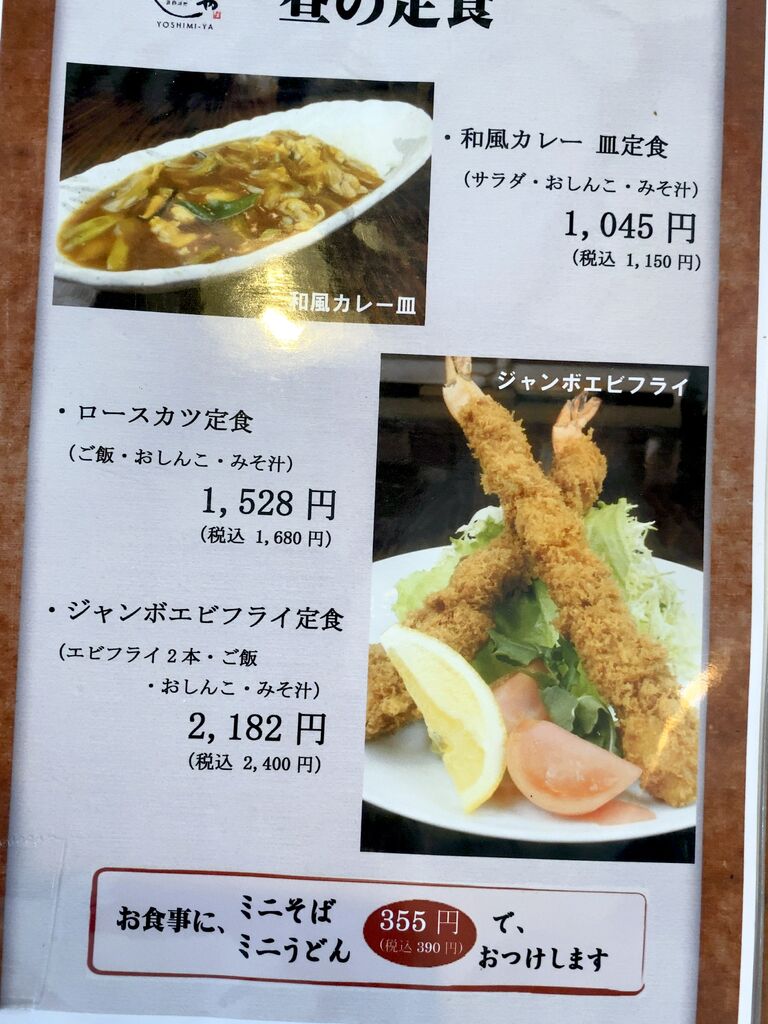 YOSHIMI-YA
昼の定食
・和風カレー 皿定食
(サラダ・おしんこ・みそ汁)
1,045 円
(税込 1,150 円)
和風カレー皿
ジャンボエビフライ
・ロースカツ定食
(ご飯・おしんこ・みそ汁)
1,528 円
(税込 1,680 円)
・ジャンボエビフライ定食
(エビフライ2本・ご飯
・おしんこ・みそ汁)
2,182 円
(税込 2,400 円)
お食事に、ミニそば
ミニうどん
355 円
(税込 390 円)
で、
おつけします